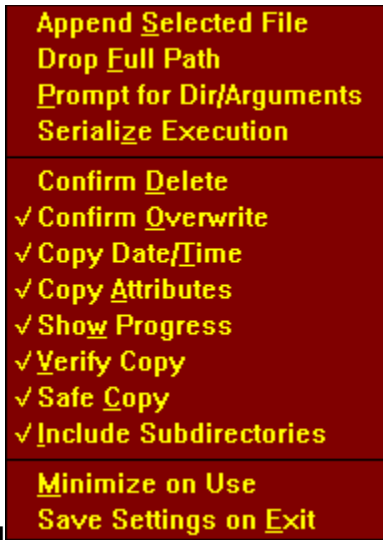 Append Selected File
Drop Full Path
Prompt for Dir/Arguments
Serialize Execution
Confirm Delete
√ Confirm Overwrite
√ Copy Date/Time
√ Copy Attributes
√ Show Progress
√ Verify Copy
√ Safe Copy
√ Include Subdirectories
Minimize on Use
Save Settings on Exit